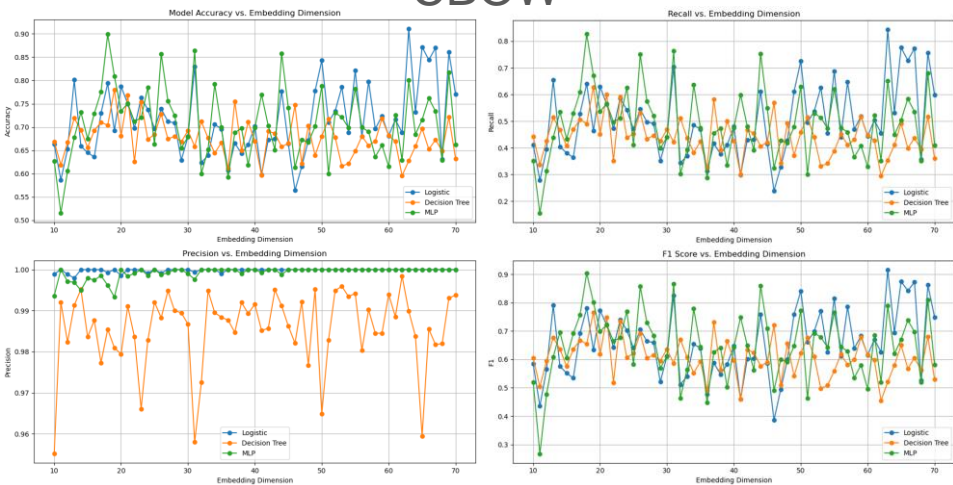 CBOW
Model Accuracy vs. Embedding Dimension
Accuracy
0.90
0.85
0.80
0.75
0.70
0.65
0.60
0.55
0.50
Logistic
Decision Tree
MLP
10 20 30 40 50 60 70
Embedding Dimension
Recall vs. Embedding Dimension
Recall
0.8
0.7
0.6
0.5
0.4
0.3
0.2
Logistic
Decision Tree
MLP
10 20 30 40 50 60 70
Embedding Dimension
Precision vs. Embedding Dimension
Precision
1.00
0.99
0.98
0.97
0.96
Logistic
Decision Tree
MLP
10 20 30 40 50 60 70
Embedding Dimension
F1 Score vs. Embedding Dimension
F1
0.9
0.8
0.7
0.6
0.5
0.4
0.3
Logistic
Decision Tree
MLP
10 20 30 40 50 60 70
Embedding Dimension